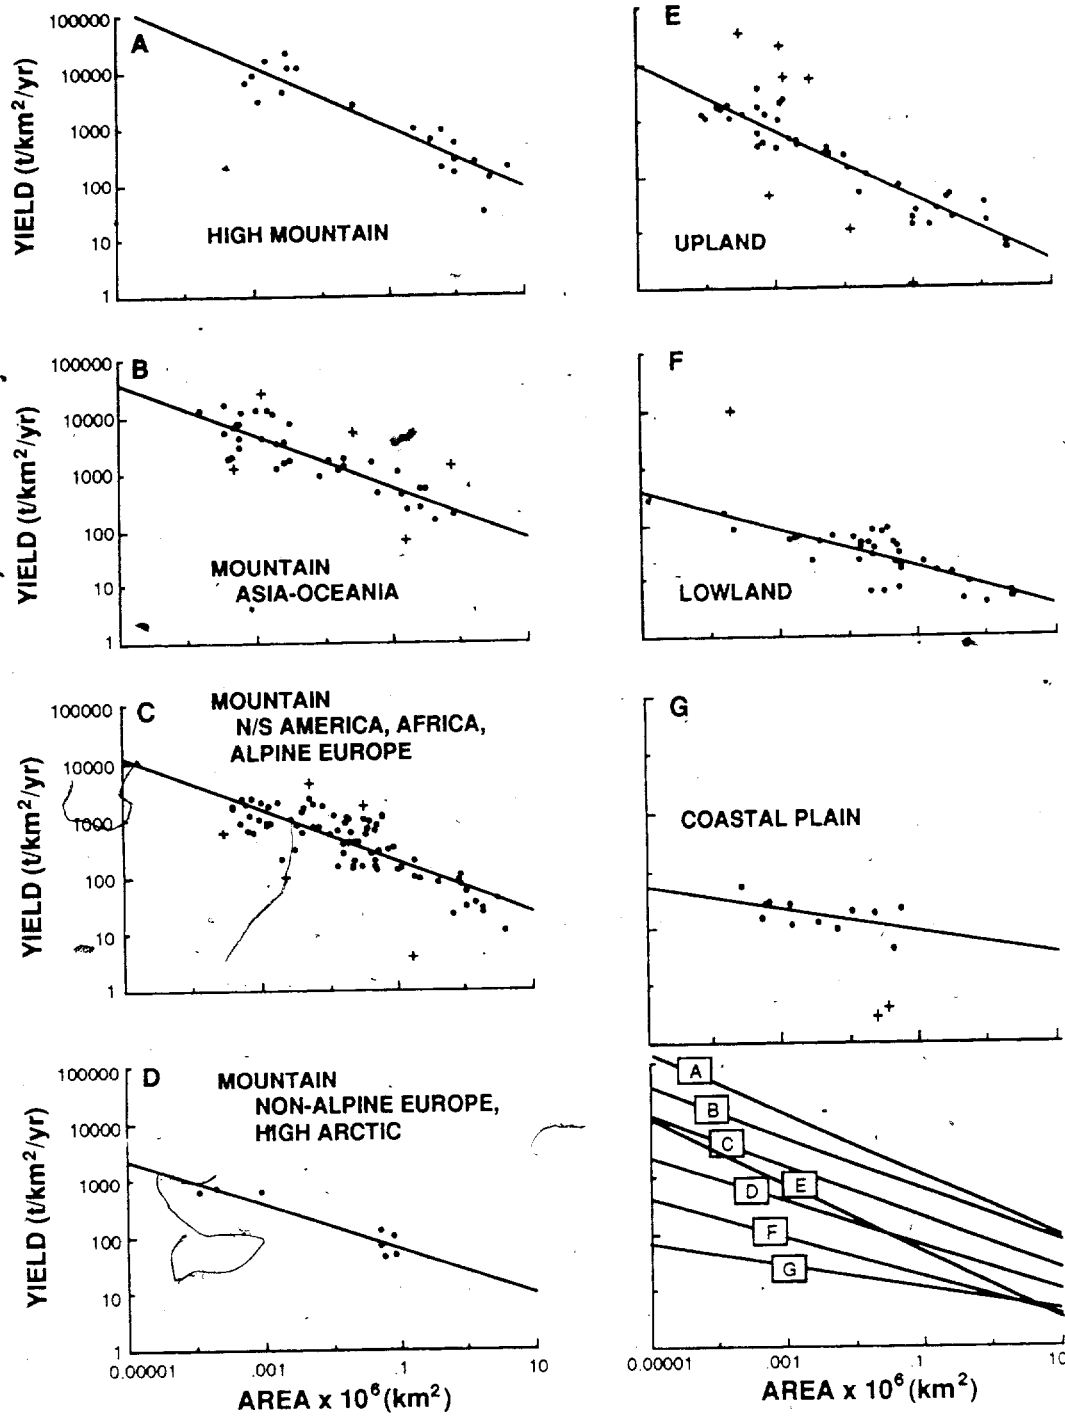 A
YIELD (t/km²/yr)
100000
10000
1000
100
10
1
HIGH MOUNTAIN
B
YIELD (t/km²/yr)
100000
10000
1000
100
10
1
MOUNTAIN
ASIA-OCEANIA
C
YIELD (t/km²/yr)
100000
10000
1000
100
10
1
MOUNTAIN
N/S AMERICA, AFRICA,
ALPINE EUROPE
D
YIELD (t/km²/yr)
100000
10000
1000
100
10
1
MOUNTAIN
NON-ALPINE EUROPE,
HIGH ARCTIC
0.00001
.001
.1
10
AREA x 10⁶ (km²)
E
UPLAND
F
LOWLAND
G
COASTAL PLAIN
A
B
C
E
D
F
G
0.00001
.001
.1
10
AREA x 10⁶ (km²)